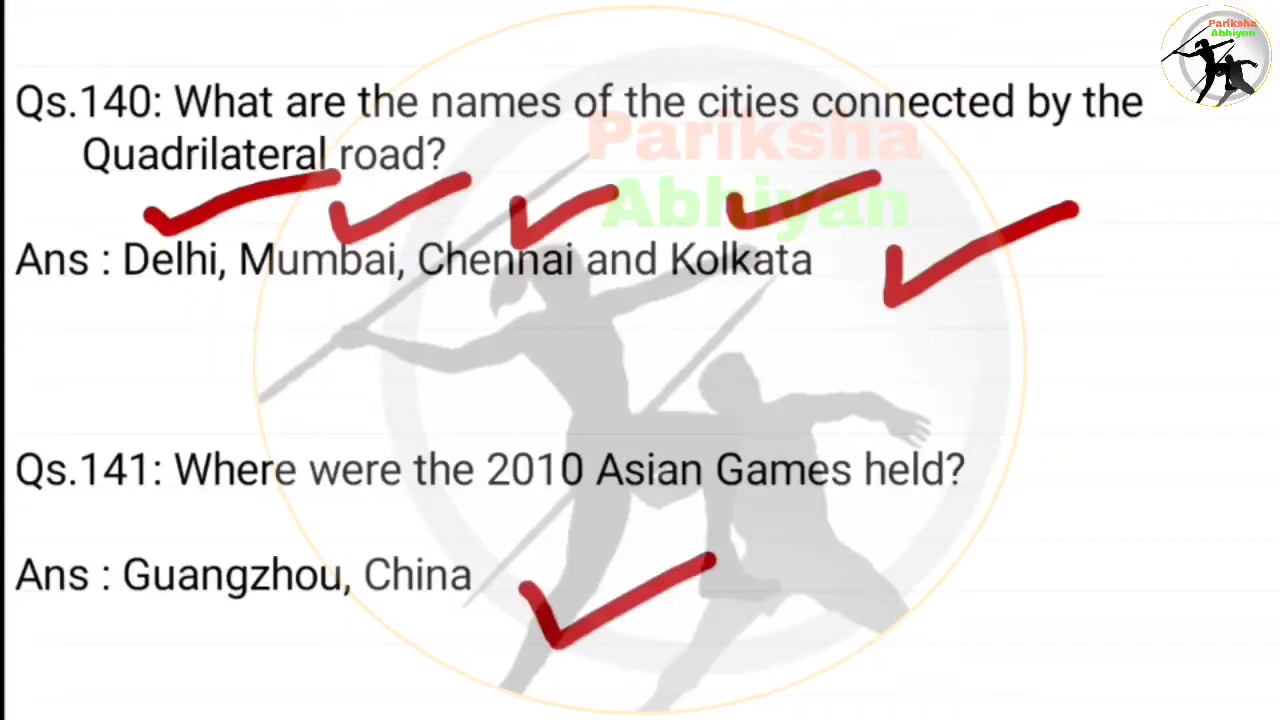 Pariksha
Abhiyan
Qs.140: What are the names of the cities connected by the
Quadrilateral road?
Pariksha
Abhiyan
Ans : Delhi, Mumbai, Chennai and Kolkata
Qs.141: Where were the 2010 Asian Games held?
Ans : Guangzhou, China